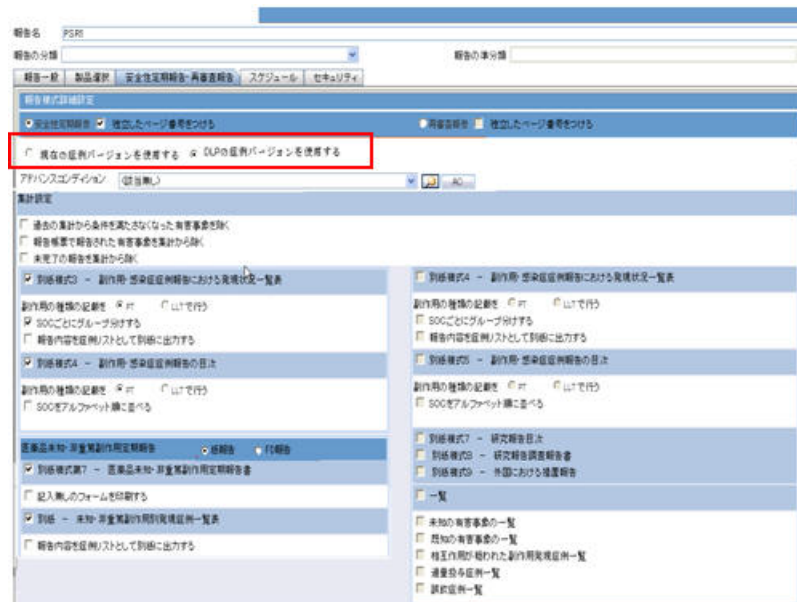 報告名 PSRI
報告の分類 報告の準分類
報告一般 製品選択 安全性定期報告・再審査報告 スケジュール セキュリティ
報告様式詳細設定
安全性定期報告 独立したページ番号をつける 再審査報告 独立したページ番号をつける
現在の症例バージョンを使用する DLPの症例バージョンを使用する
アドバンスコンディション (該当無し) AC
集計設定
過去の集計から条件を満たさなくなった有害事象を除く
報告帳票で報告された有害事象を集計から除く
未完了の報告を集計から除く
別紙様式3 - 副作用・感染症症例報告における発現状況一覧表
副作用の種類の記載を PT LLTで行う
SOCごとにグループ分けする
報告内容を症例リストとして別紙に出力する
別紙様式4 - 副作用・感染症症例報告の目次
副作用の種類の記載を PT LLTで行う
SOCをアルファベット順に並べる
医薬品未知・非重篤副作用定期報告 紙報告 FD報告
別紙様式第7 - 医薬品未知・非重篤副作用定期報告書
記入無しのフォームを印刷する
別紙 - 未知・非重篤副作用別発現症例一覧表
報告内容を症例リストとして別紙に出力する
別紙様式4 - 副作用・感染症症例報告における発現状況一覧表
副作用の種類の記載を PT LLTで行う
SOCごとにグループ分けする
報告内容を症例リストとして別紙に出力する
別紙様式5 - 副作用・感染症症例報告の目次
副作用の種類の記載を PT LLTで行う
SOCをアルファベット順に並べる
別紙様式7 - 研究報告目次
別紙様式8 - 研究報告調査報告書
別紙様式9 - 外国における措置報告
一覧
未知の有害事象の一覧
既知の有害事象の一覧
相互作用が疑われた副作用発現症例一覧
過量投与症例一覧
誤飲症例一覧